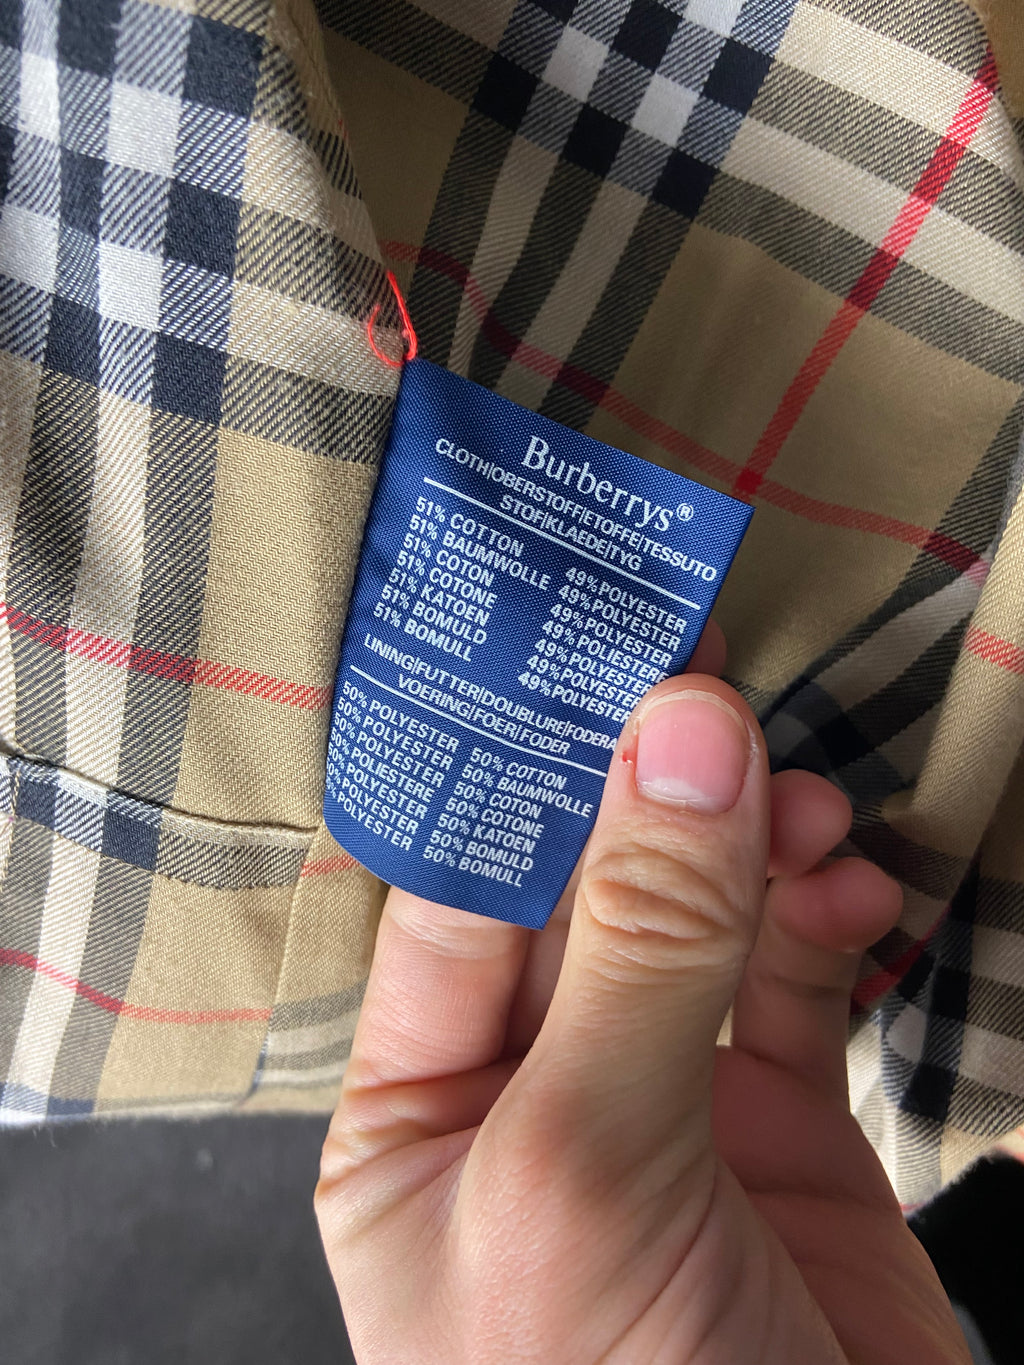 Burberrys®
CLOTH|OBERSTOFF|ETOFFE|TESSUTO
STOF|KLAEDE|TYG
51% COTTON 49% POLYESTER
51% BAUMWOLLE 49% POLYESTER
51% COTON 49% POLYESTER
51% COTONE 49% POLIESTERE
51% KATOEN 49% POLYESTER
51% BOMULD 49% POLYESTER
51% BOMULL 49% POLYESTER
LINING|FUTTER|DOUBLURE|FODERA
VOERING|FOER|FODER
50% POLYESTER 50% COTTON
50% POLYESTER 50% BAUMWOLLE
50% POLYESTER 50% COTON
50% POLIESTERE 50% COTONE
50% POLYESTER 50% KATOEN
50% POLYESTER 50% BOMULD
POLYESTER 50% BOMULL